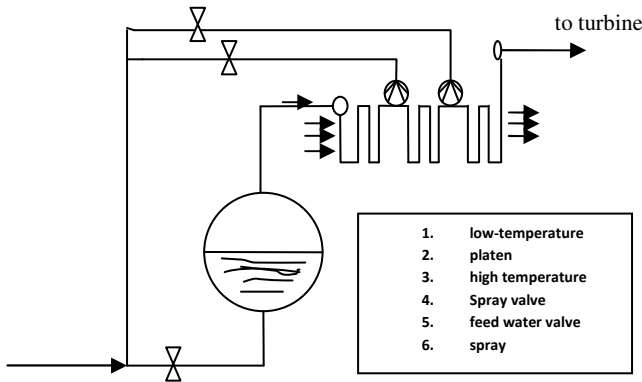 to turbine
1. low-temperature
2. platen
3. high temperature
4. Spray valve
5. feed water valve
6. spray